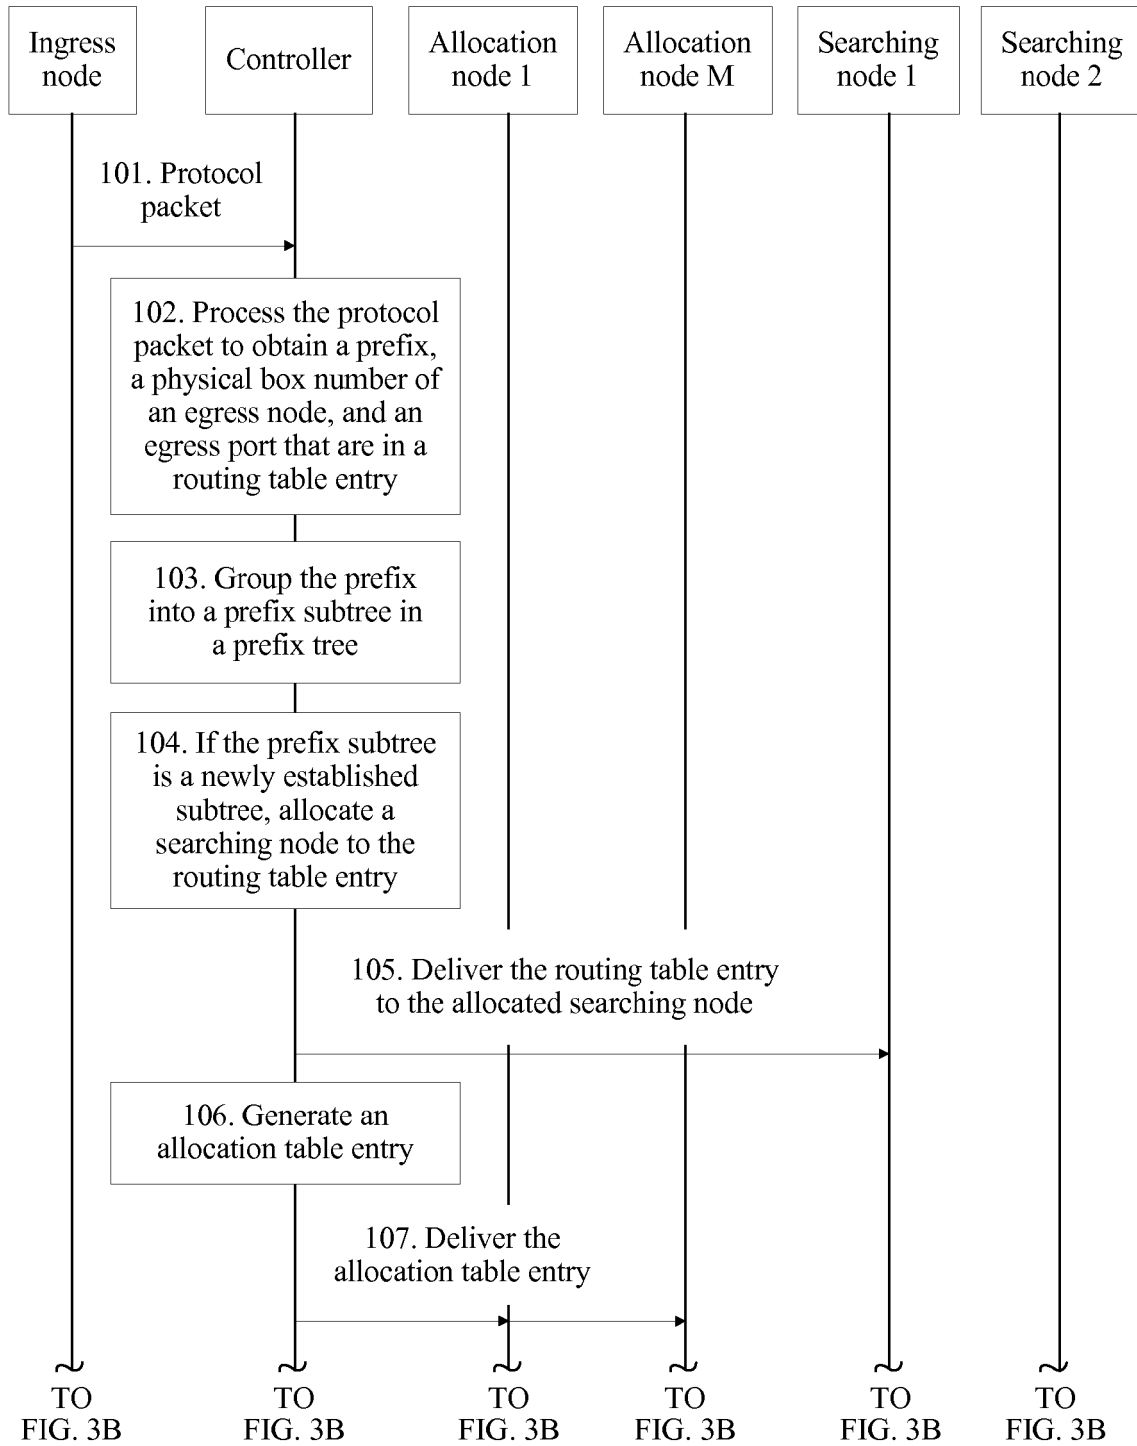 Ingress
node
Controller
Allocation
node 1
Allocation
node M
Searching
node 1
Searching
node 2
101. Protocol
packet
102. Process the protocol
packet to obtain a prefix,
a physical box number of
an egress node, and an
egress port that are in a
routing table entry
103. Group the prefix
into a prefix subtree in
a prefix tree
104. If the prefix subtree
is a newly established
subtree, allocate a
searching node to the
routing table entry
105. Deliver the routing table entry
to the allocated searching node
106. Generate an
allocation table entry
107. Deliver the
allocation table entry
TO
FIG. 3B
TO
FIG. 3B
TO
FIG. 3B
TO
FIG. 3B
TO
FIG. 3B
TO
FIG. 3B